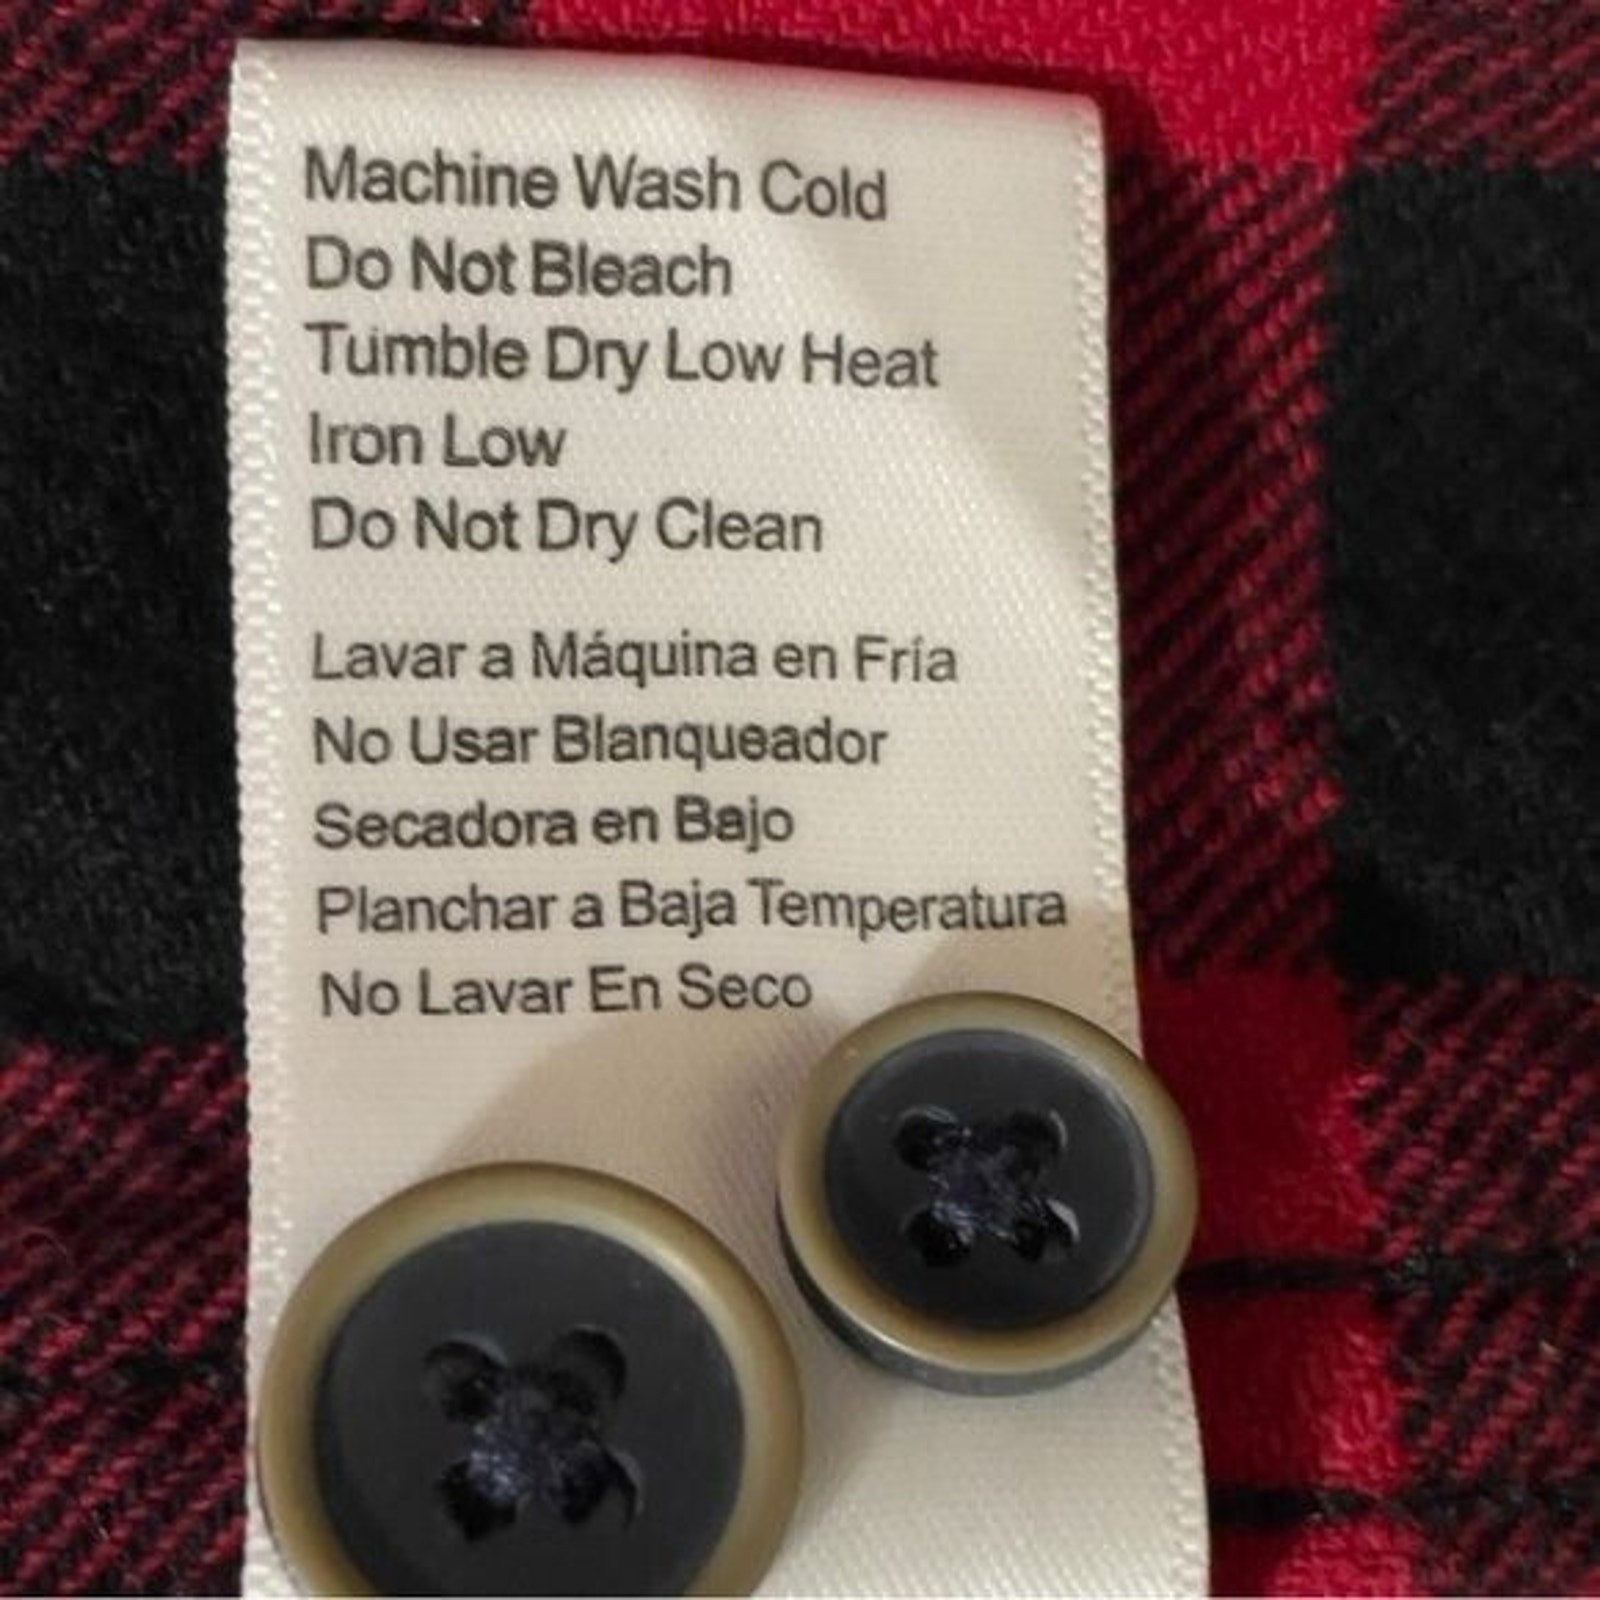 Machine Wash Cold
Do Not Bleach
Tumble Dry Low Heat
Iron Low
Do Not Dry Clean
Lavar a Máquina en Fría
No Usar Blanqueador
Secadora en Bajo
Planchar a Baja Temperatura
No Lavar En Seco